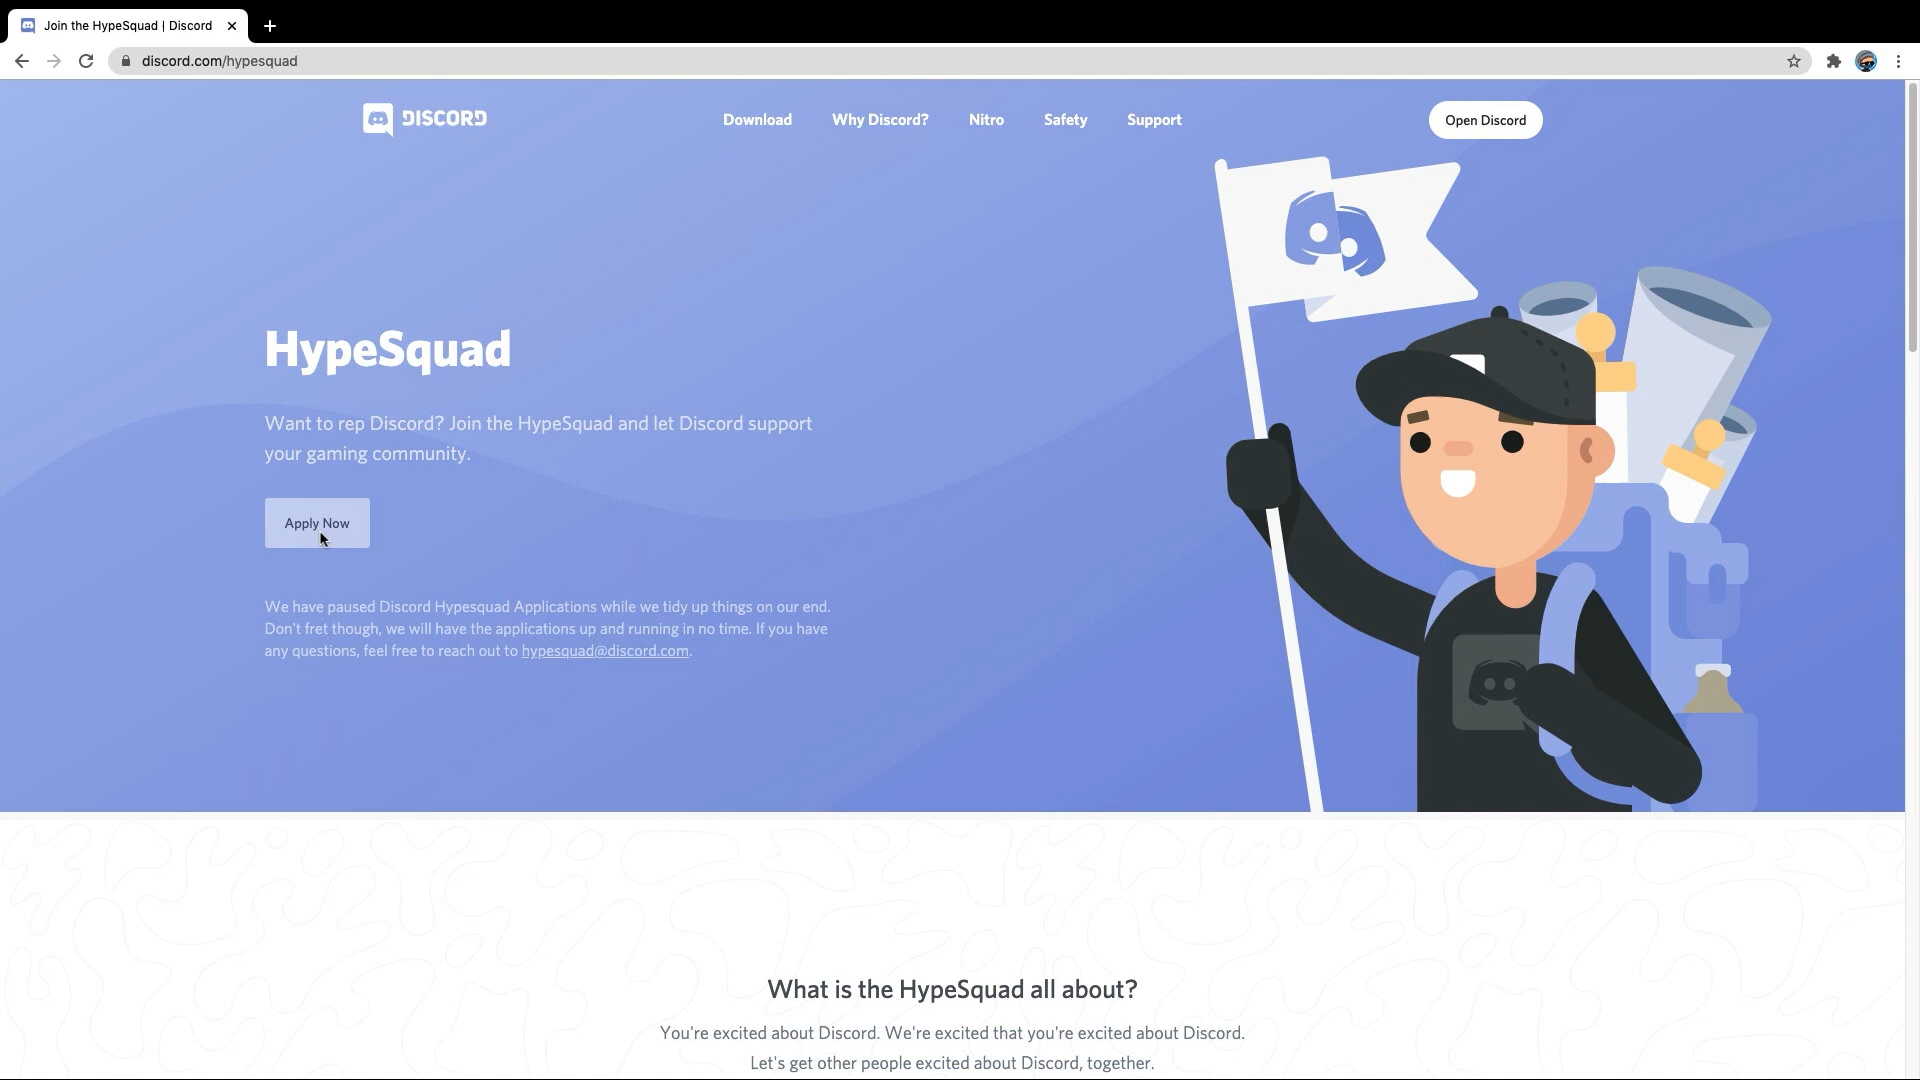 Join the HypeSquad | Discord
discord.com/hypesquad
DISCORD
Download
Why Discord?
Nitro
Safety
Support
Open Discord
HypeSquad
Want to rep Discord? Join the HypeSquad and let Discord support
your gaming community.
Apply Now
We have paused Discord Hypesquad Applications while we tidy up things on our end.
Don't fret though, we will have the applications up and running in no time. If you have
any questions, feel free to reach out to hypesquad@discord.com.
What is the HypeSquad all about?
You're excited about Discord. We're excited that you're excited about Discord.
Let's get other people excited about Discord, together.